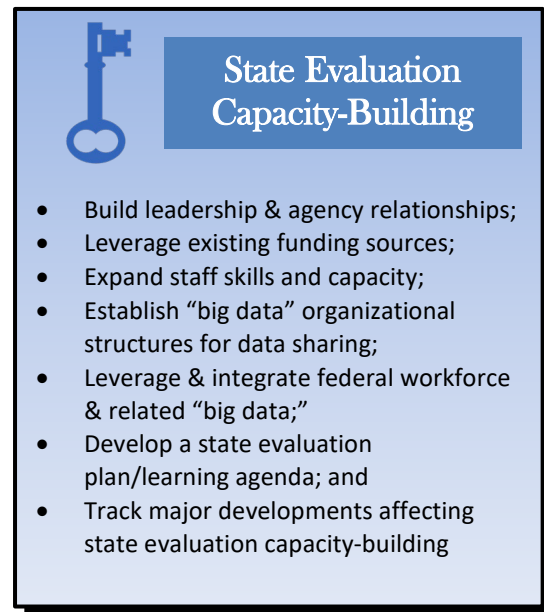 State Evaluation
Capacity-Building
• Build leadership & agency relationships;
• Leverage existing funding sources;
• Expand staff skills and capacity;
• Establish “big data” organizational
structures for data sharing;
• Leverage & integrate federal workforce
& related “big data;”
• Develop a state evaluation
plan/learning agenda; and
• Track major developments affecting
state evaluation capacity-building